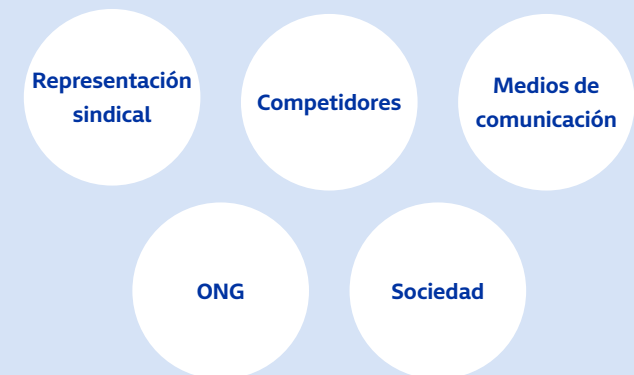 Representación
sindical
Competidores
Medios de
comunicación
ONG
Sociedad